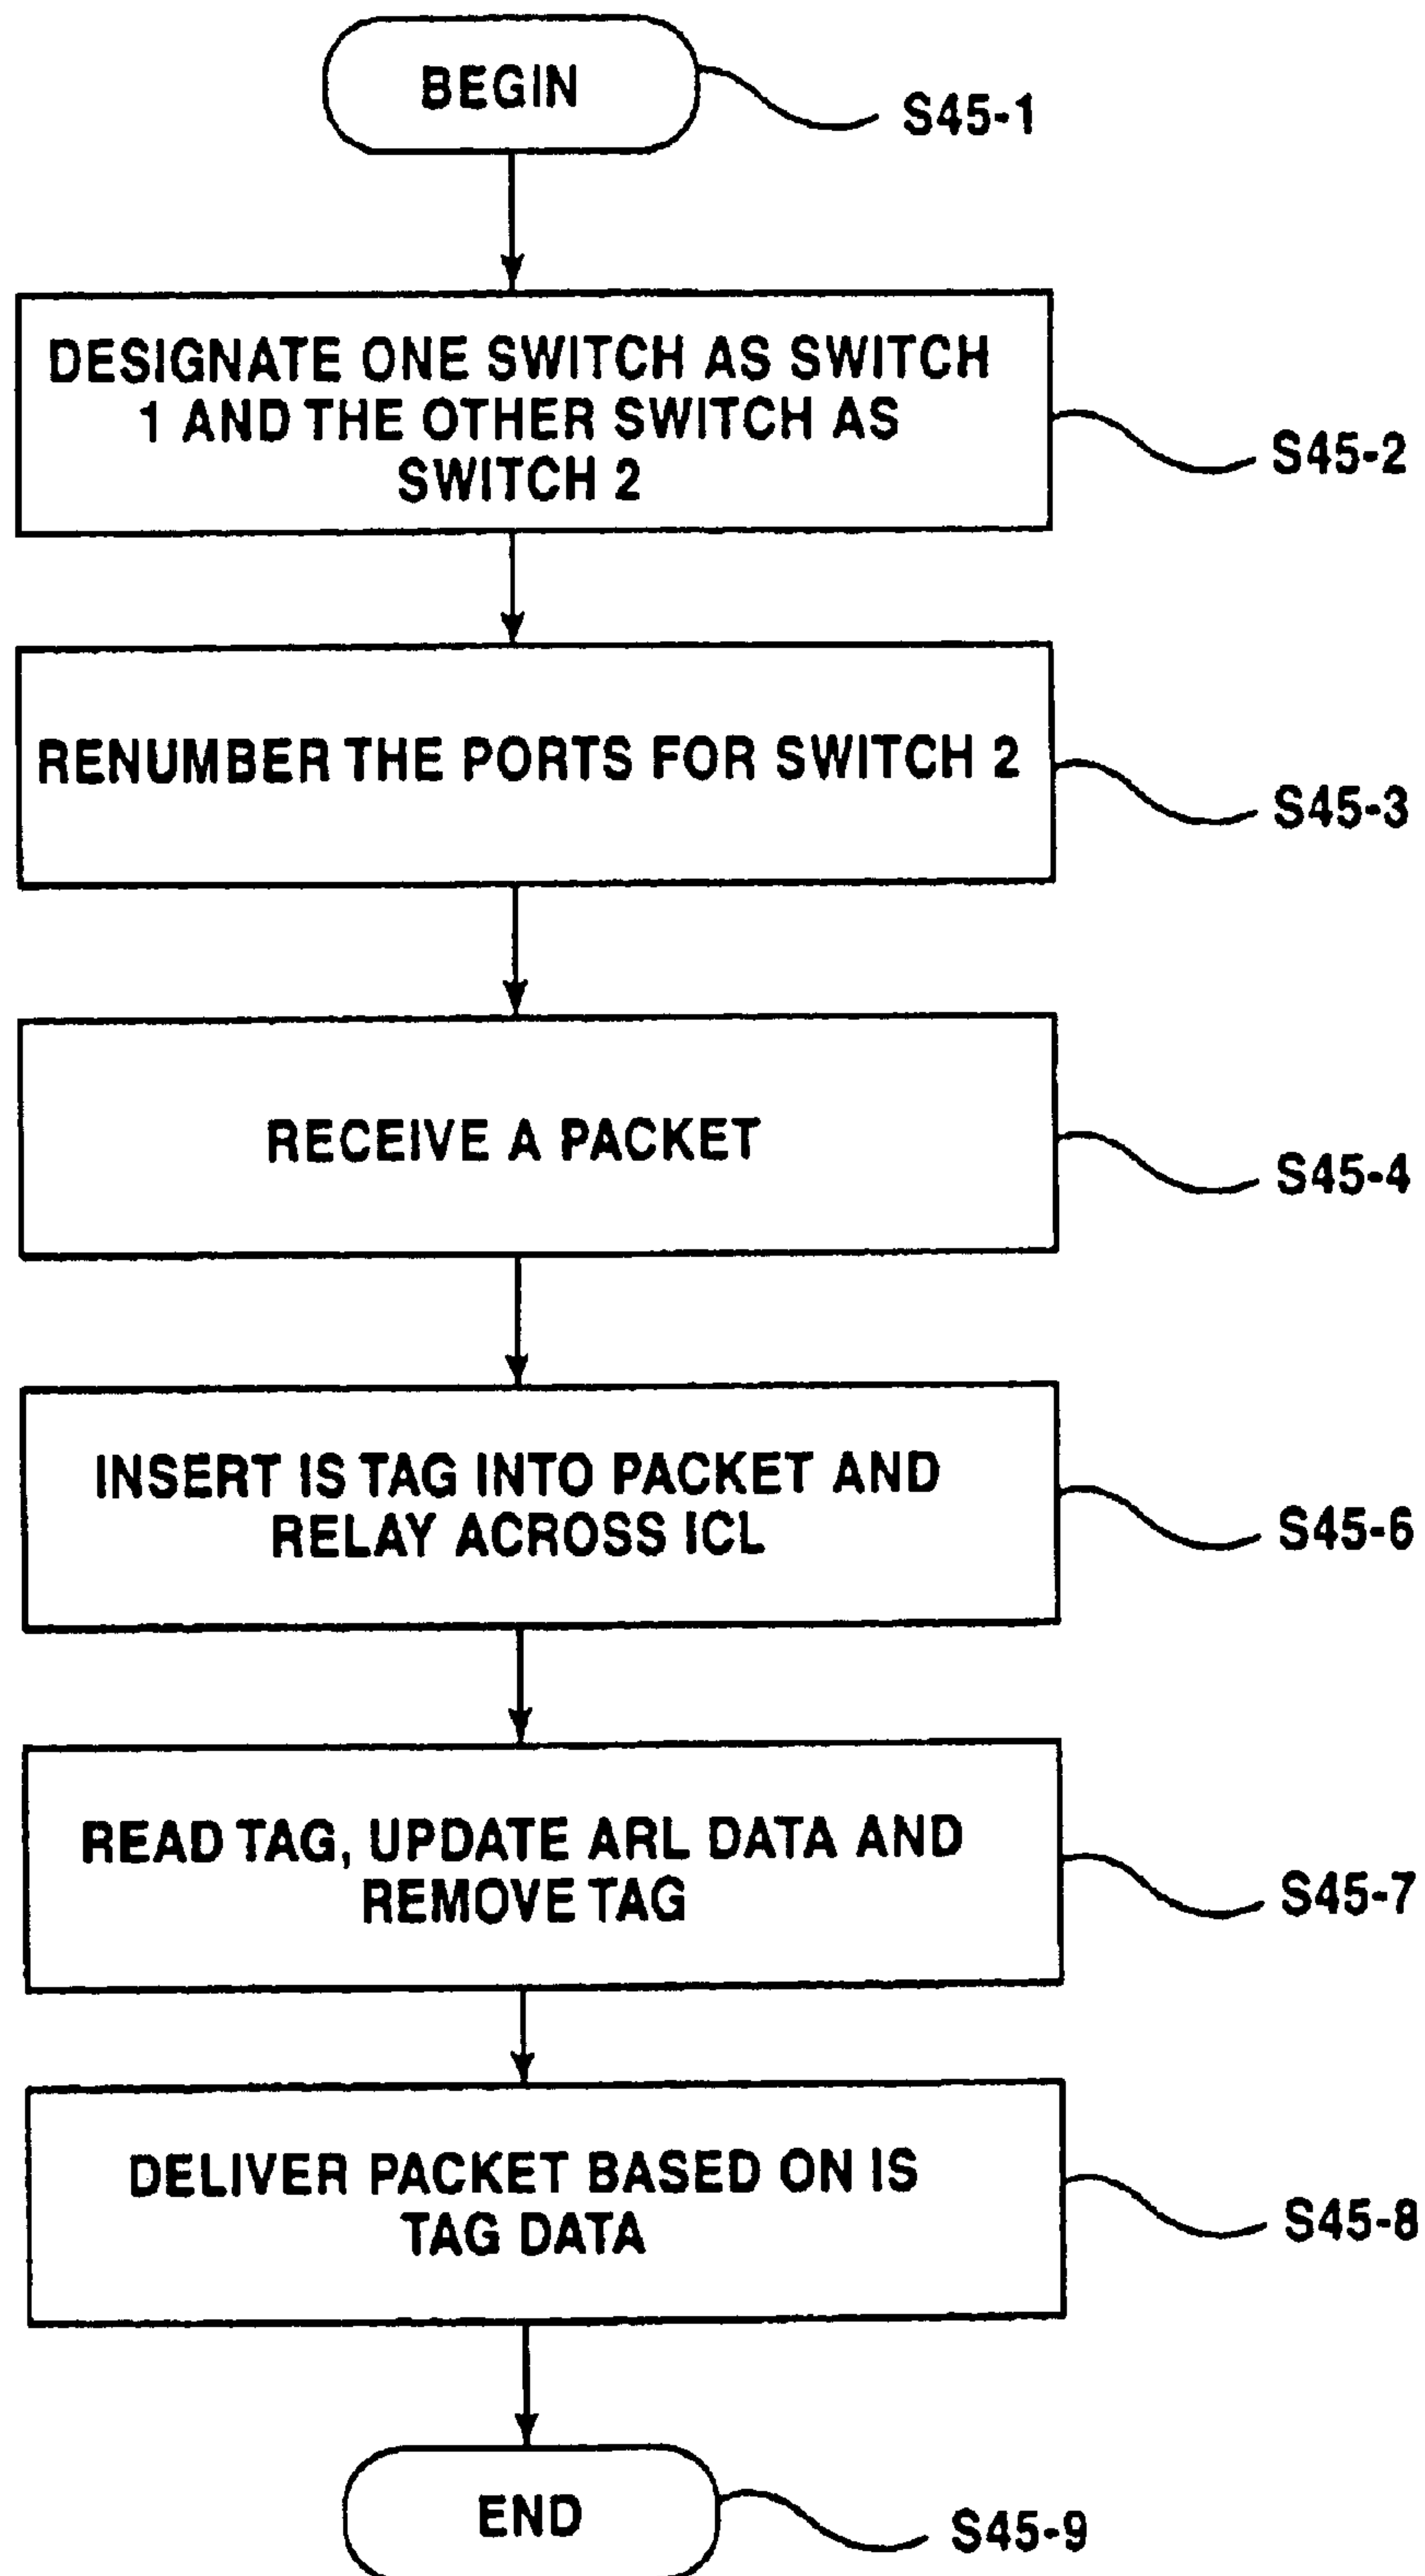 BEGIN
S45-1
DESIGNATE ONE SWITCH AS SWITCH
1 AND THE OTHER SWITCH AS
SWITCH 2
S45-2
RENUMBER THE PORTS FOR SWITCH 2
S45-3
RECEIVE A PACKET
S45-4
INSERT IS TAG INTO PACKET AND
RELAY ACROSS ICL
S45-6
READ TAG, UPDATE ARL DATA AND
REMOVE TAG
S45-7
DELIVER PACKET BASED ON IS
TAG DATA
S45-8
END
S45-9